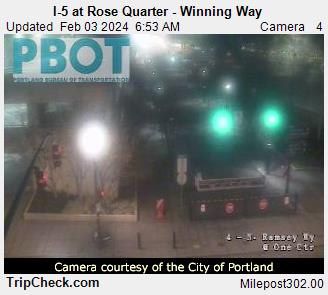 I-5 at Rose Quarter - Winning Way
Updated  Feb 03 2024  6:53 AM
Camera   4
PBOT
PORTLAND BUREAU OF TRANSPORTATION
4 - N. Ramsey Wy
@ One Ctr
Camera courtesy of the City of Portland
TripCheck.com
Milepost302.00